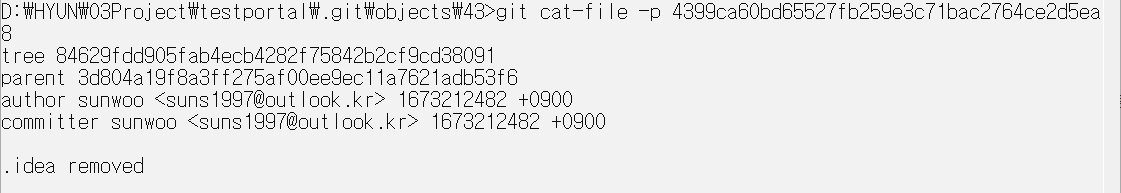 D:₩HYUN₩03Project₩testportal₩.git₩objects₩43>git cat-file -p 4399ca60bd65527fb259e3c71bac2764ce2d5ea
8
tree 84629fdd905fab4ecb4282f75842b2cf9cd38091
parent 3d804a19f8a3ff275af00ee9ec11a7621adb53f6
author sunwoo <suns1997@outlook.kr> 1673212482 +0900
committer sunwoo <suns1997@outlook.kr> 1673212482 +0900
.idea removed